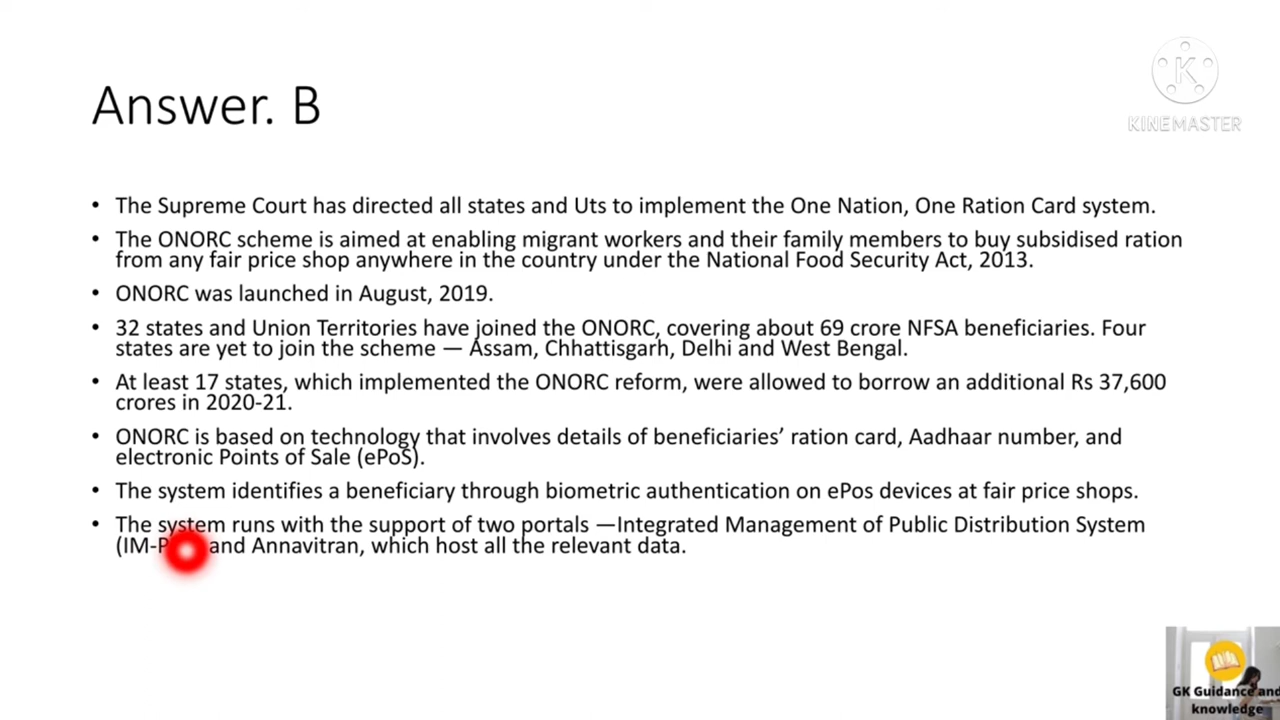 Answer. B
KINEMASTER
• The Supreme Court has directed all states and Uts to implement the One Nation, One Ration Card system.
• The ONORC scheme is aimed at enabling migrant workers and their family members to buy subsidised ration
from any fair price shop anywhere in the country under the National Food Security Act, 2013.
• ONORC was launched in August, 2019.
• 32 states and Union Territories have joined the ONORC, covering about 69 crore NFSA beneficiaries. Four
states are yet to join the scheme — Assam, Chhattisgarh, Delhi and West Bengal.
• At least 17 states, which implemented the ONORC reform, were allowed to borrow an additional Rs 37,600
crores in 2020-21.
• ONORC is based on technology that involves details of beneficiaries’ ration card, Aadhaar number, and
electronic Points of Sale (ePoS).
• The system identifies a beneficiary through biometric authentication on ePos devices at fair price shops.
• The system runs with the support of two portals —Integrated Management of Public Distribution System
and Annavitran, which host all the relevant data.
GK Guidance and
knowledge